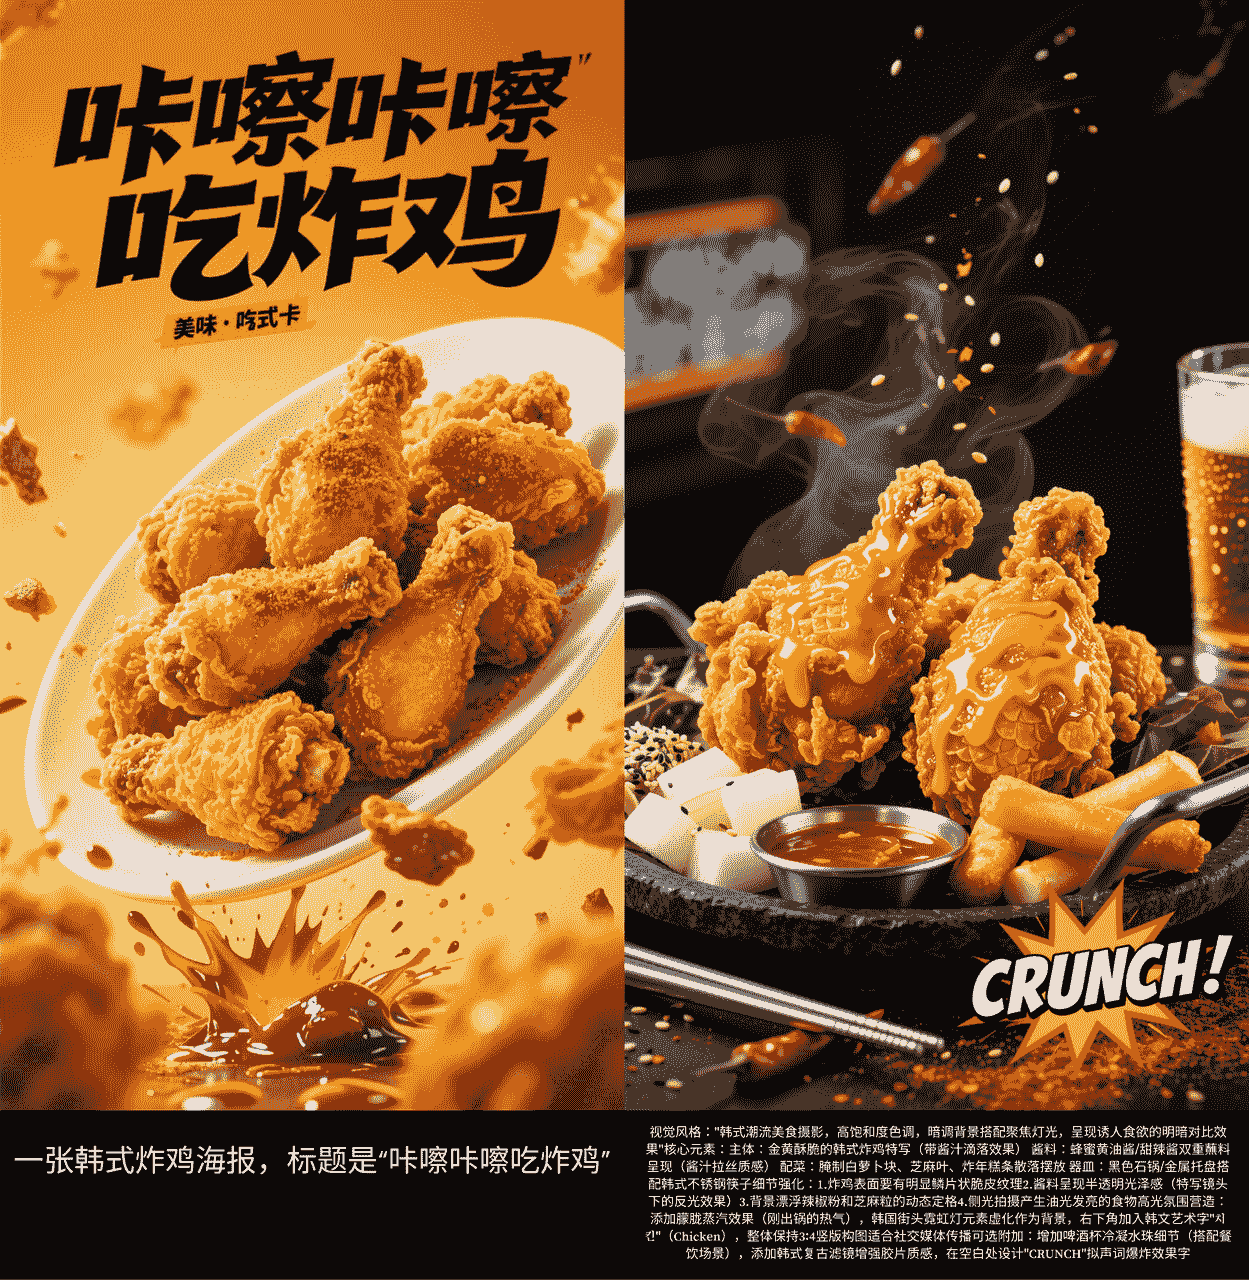 咔嚓咔嚓"
吃炸鸡
美味·吃式卡
一张韩式炸鸡海报，标题是“咔嚓咔嚓吃炸鸡”
CRUNCH!
视觉风格："韩式潮流美食摄影，高饱和度色调，暗调背景搭配聚焦灯光，呈现诱人食欲的明暗对比效
果"核心元素：主体：金黄酥脆的韩式炸鸡特写（带酱汁滴落效果） 酱料：蜂蜜黄油酱/甜辣酱双重蘸料
呈现（酱汁拉丝质感） 配菜：腌制白萝卜块、芝麻叶、炸年糕条散落摆放 器皿：黑色石锅/金属托盘搭
配韩式不锈钢筷子细节强化：1.炸鸡表面要有明显鳞片状脆皮纹理2.酱料呈现半透明光泽感（特写镜头
下的反光效果）3.背景漂浮辣椒粉和芝麻粒的动态定格4.侧光拍摄产生油光发亮的食物高光氛围营造：
添加朦胧蒸汽效果（刚出锅的热气），韩国街头霓虹灯元素虚化作为背景，右下角加入韩文艺术字"치
킨!"（Chicken），整体保持3:4竖版构图适合社交媒体传播可选附加：增加啤酒杯冷凝水珠细节（搭配餐
饮场景），添加韩式复古滤镜增强胶片质感，在空白处设计"CRUNCH"拟声词爆炸效果字